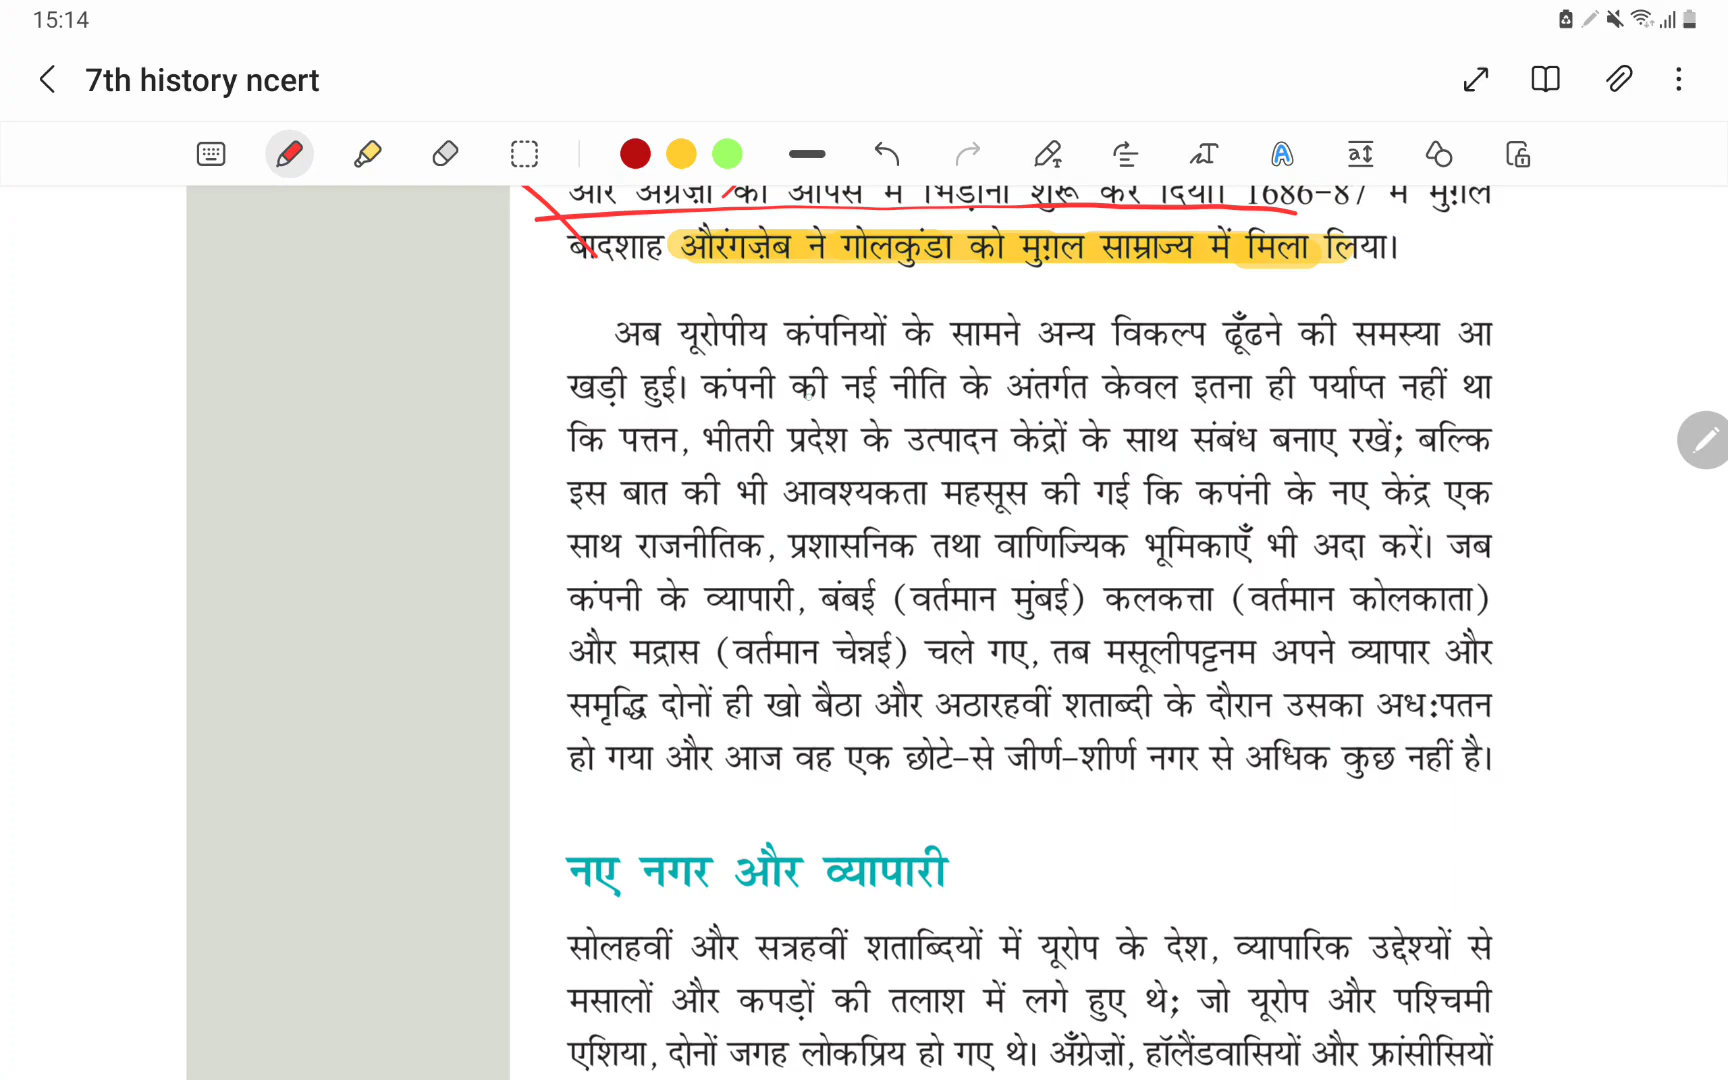 15:14
7th history ncert
और अंग्रेज़ों को आपस में भिड़ाना शुरू कर दिया। 1686-87 में मुग़ल
बादशाह औरंगज़ेब ने गोलकुंडा को मुग़ल साम्राज्य में मिला लिया।
अब यूरोपीय कंपनियों के सामने अन्य विकल्प ढूँढने की समस्या आ
खड़ी हुई। कंपनी की नई नीति के अंतर्गत केवल इतना ही पर्याप्त नहीं था
कि पत्तन, भीतरी प्रदेश के उत्पादन केंद्रों के साथ संबंध बनाए रखें; बल्कि
इस बात की भी आवश्यकता महसूस की गई कि कपंनी के नए केंद्र एक
साथ राजनीतिक, प्रशासनिक तथा वाणिज्यिक भूमिकाएँ भी अदा करें। जब
कंपनी के व्यापारी, बंबई (वर्तमान मुंबई) कलकत्ता (वर्तमान कोलकाता)
और मद्रास (वर्तमान चेन्नई) चले गए, तब मसूलीपट्टनम अपने व्यापार और
समृद्धि दोनों ही खो बैठा और अठारहवीं शताब्दी के दौरान उसका अध:पतन
हो गया और आज वह एक छोटे-से जीर्ण-शीर्ण नगर से अधिक कुछ नहीं है।
नए नगर और व्यापारी
सोलहवीं और सत्रहवीं शताब्दियों में यूरोप के देश, व्यापारिक उद्देश्यों से
मसालों और कपड़ों की तलाश में लगे हुए थे; जो यूरोप और पश्चिमी
एशिया, दोनों जगह लोकप्रिय हो गए थे। अँग्रेज़ों, हॉलैंडवासियों और फ्रांसीसियों